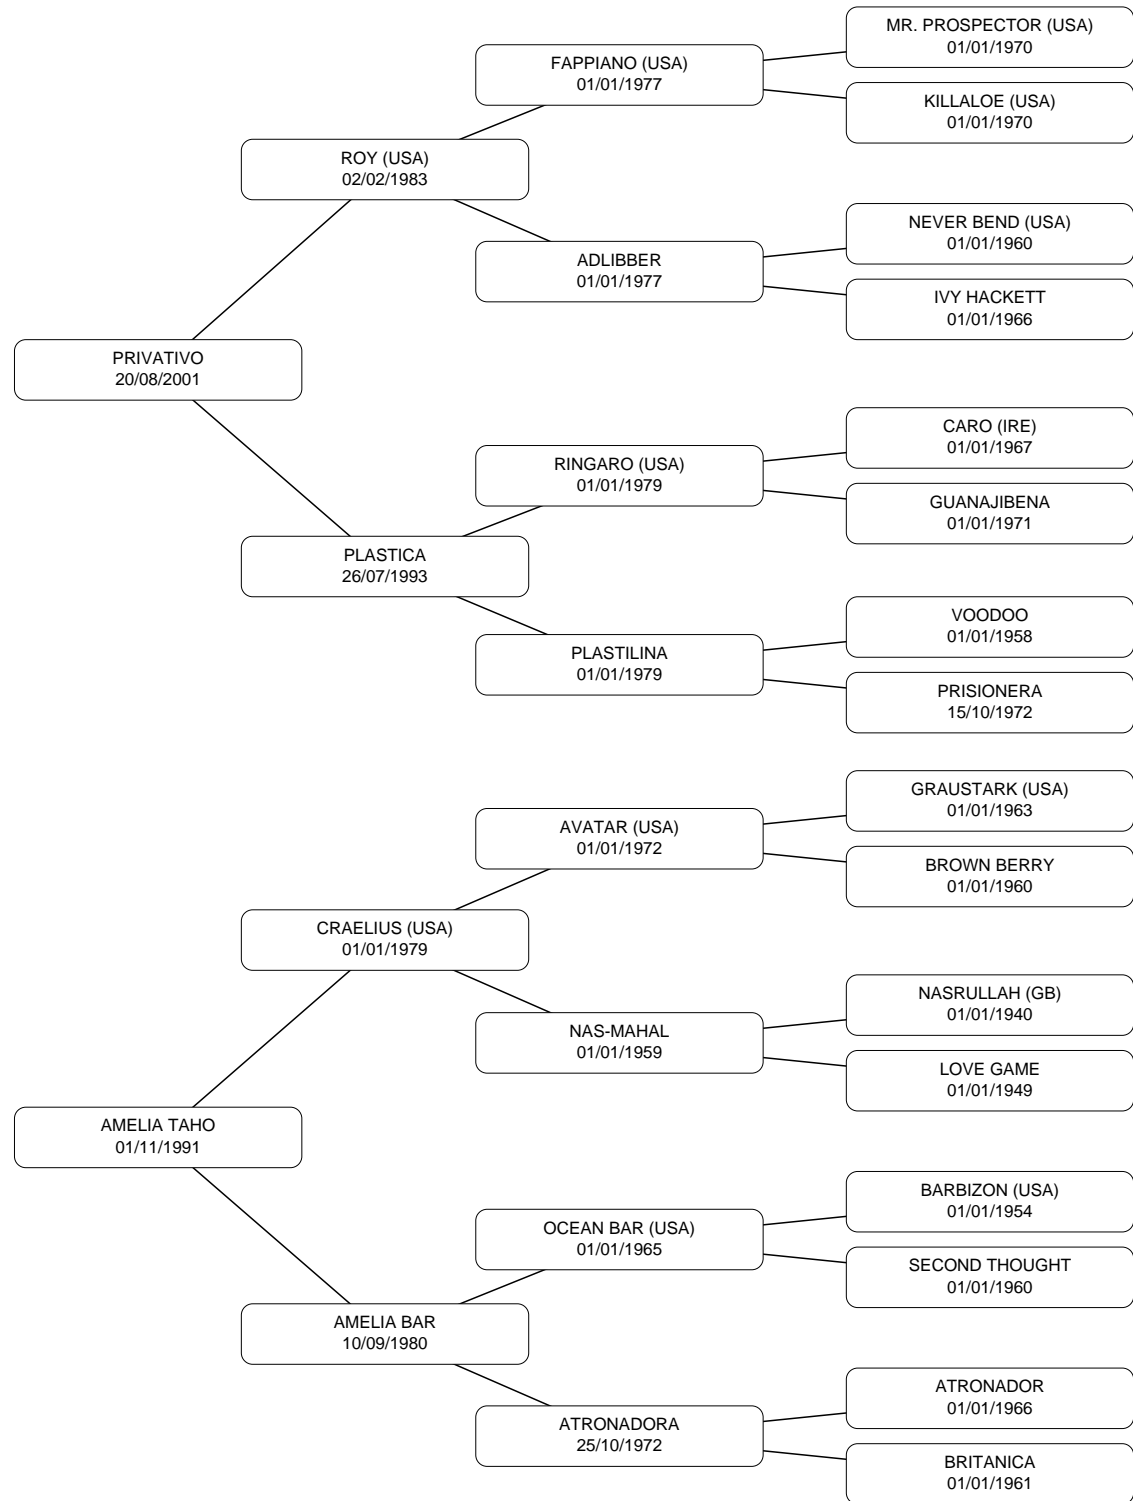 MR. PROSPECTOR (USA)
01/01/1970
FAPPIANO (USA)
01/01/1977
KILLALOE (USA)
01/01/1970
ROY (USA)
02/02/1983
NEVER BEND (USA)
01/01/1960
ADLIBBER
01/01/1977
IVY HACKETT
01/01/1966
PRIVATIVO
20/08/2001
CARO (IRE)
01/01/1967
RINGARO (USA)
01/01/1979
GUANAJIBENA
01/01/1971
PLASTICA
26/07/1993
VOODOO
01/01/1958
PLASTILINA
01/01/1979
PRISIONERA
15/10/1972
GRAUSTARK (USA)
01/01/1963
AVATAR (USA)
01/01/1972
BROWN BERRY
01/01/1960
CRAELIUS (USA)
01/01/1979
NASRULLAH (GB)
01/01/1940
NAS-MAHAL
01/01/1959
LOVE GAME
01/01/1949
AMELIA TAHO
01/11/1991
BARBIZON (USA)
01/01/1954
OCEAN BAR (USA)
01/01/1965
SECOND THOUGHT
01/01/1960
AMELIA BAR
10/09/1980
ATRONADOR
01/01/1966
ATRONADORA
25/10/1972
BRITANICA
01/01/1961